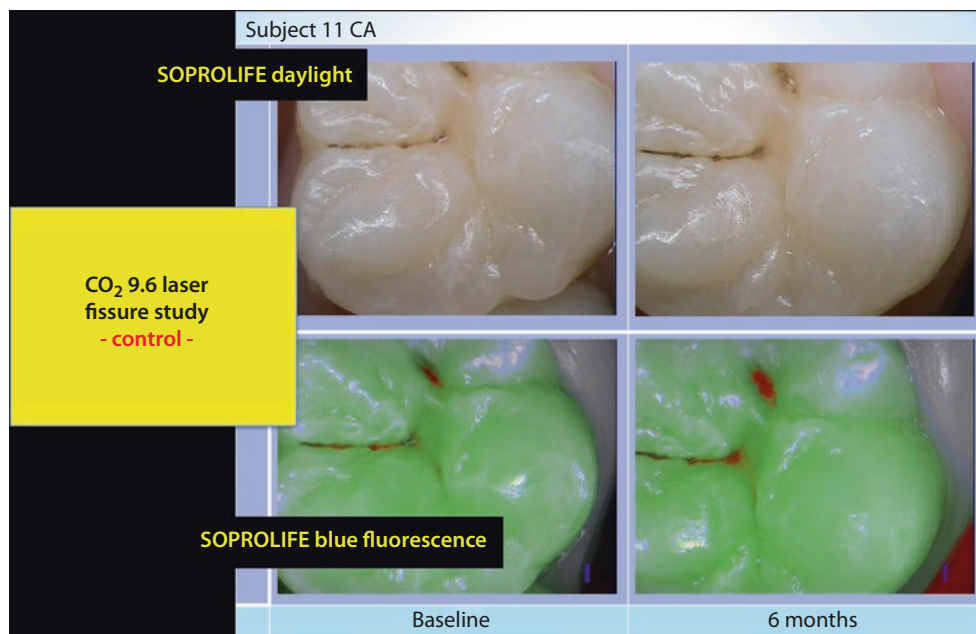 Subject 11 CA
SOPROLIFE daylight
CO₂ 9.6 laser
fissure study
- control -
SOPROLIFE blue fluorescence
Baseline
6 months